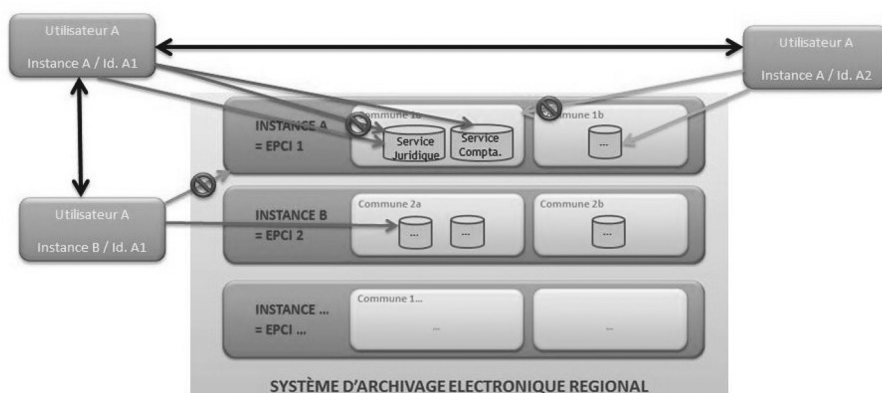 Utilisateur A
Instance A / Id. A1
Utilisateur A
Instance A / Id. A2
INSTANCE A
= EPCI 1
Commune 1a
Service
Juridique
Service
Compta.
Commune 1b
...
Utilisateur A
Instance B / Id. A1
INSTANCE B
= EPCI 2
Commune 2a
...
...
Commune 2b
...
INSTANCE ...
= EPCI ...
Commune 1...
...
...
SYSTÈME D'ARCHIVAGE ELECTRONIQUE REGIONAL